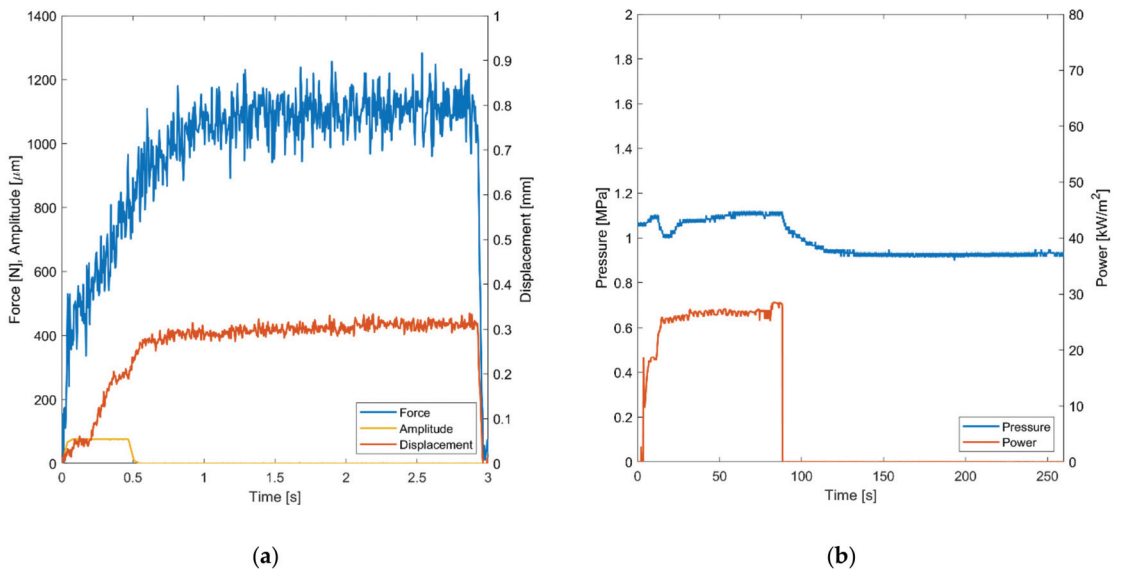 1400
1200
1000
800
600
400
200
0
Force [N], Amplitude [μm]
1
0.9
0.8
0.7
0.6
0.5
0.4
0.3
0.2
0.1
0
Displacement [mm]
Force
Amplitude
Displacement
0 0.5 1 1.5 2 2.5 3
Time [s]
(a)
2
1.8
1.6
1.4
1.2
1
0.8
0.6
0.4
0.2
0
Pressure [MPa]
80
70
60
50
40
30
20
10
0
Power [kW/m²]
Pressure
Power
0 50 100 150 200 250
Time [s]
(b)